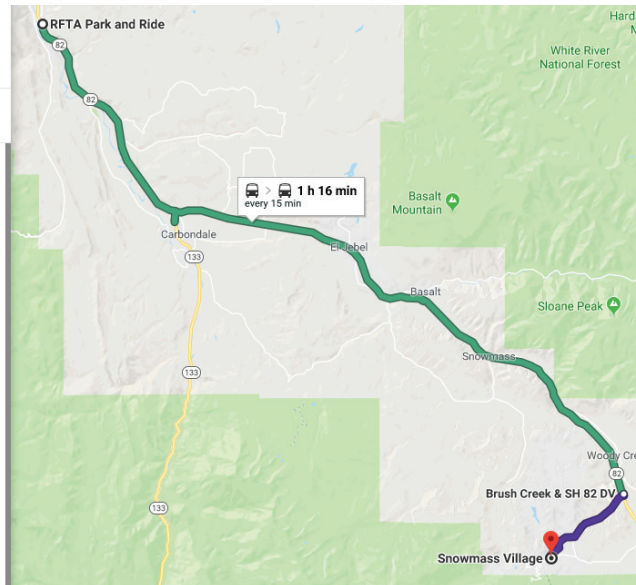 Hard
M
RFTA Park and Ride
82
White River
National Forest
82
1 h 16 min
every 15 min
Basalt
Mountain
Carbondale
El Jebel
133
Basalt
Sloane Peak
Snowmass
133
Woody Cre
82
Brush Creek & SH 82 DV
133
Snowmass Village